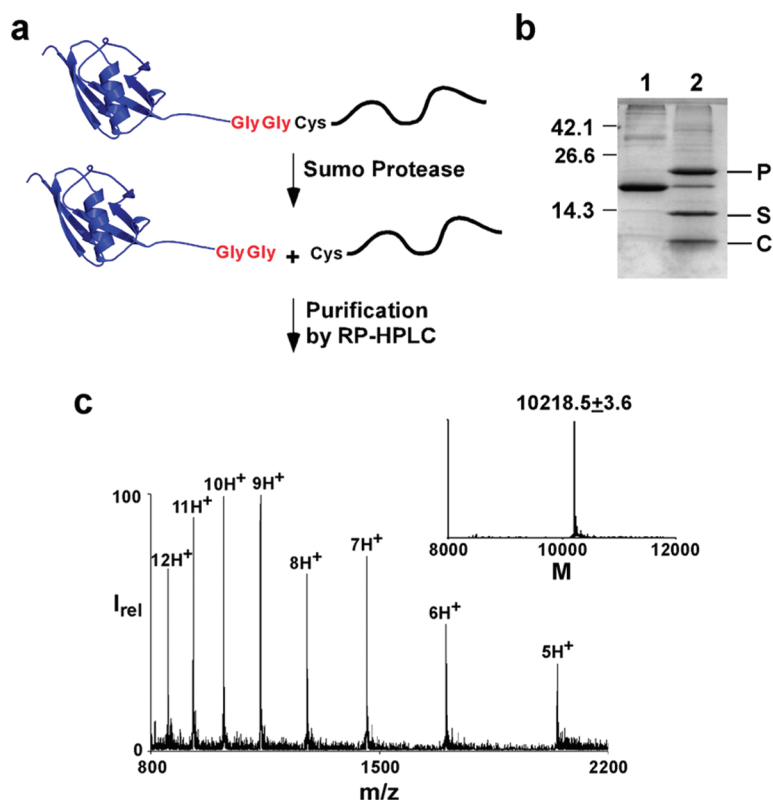 a
Gly Gly Cys
Sumo Protease
Gly Gly + Cys
Purification
by RP-HPLC
b
1 2
42.1
26.6
14.3
P
S
C
c
10218.5±3.6
8000 10000 12000
M
100
0
Irel
12H+
11H+
10H+
9H+
8H+
7H+
6H+
5H+
800 1500 2200
m/z